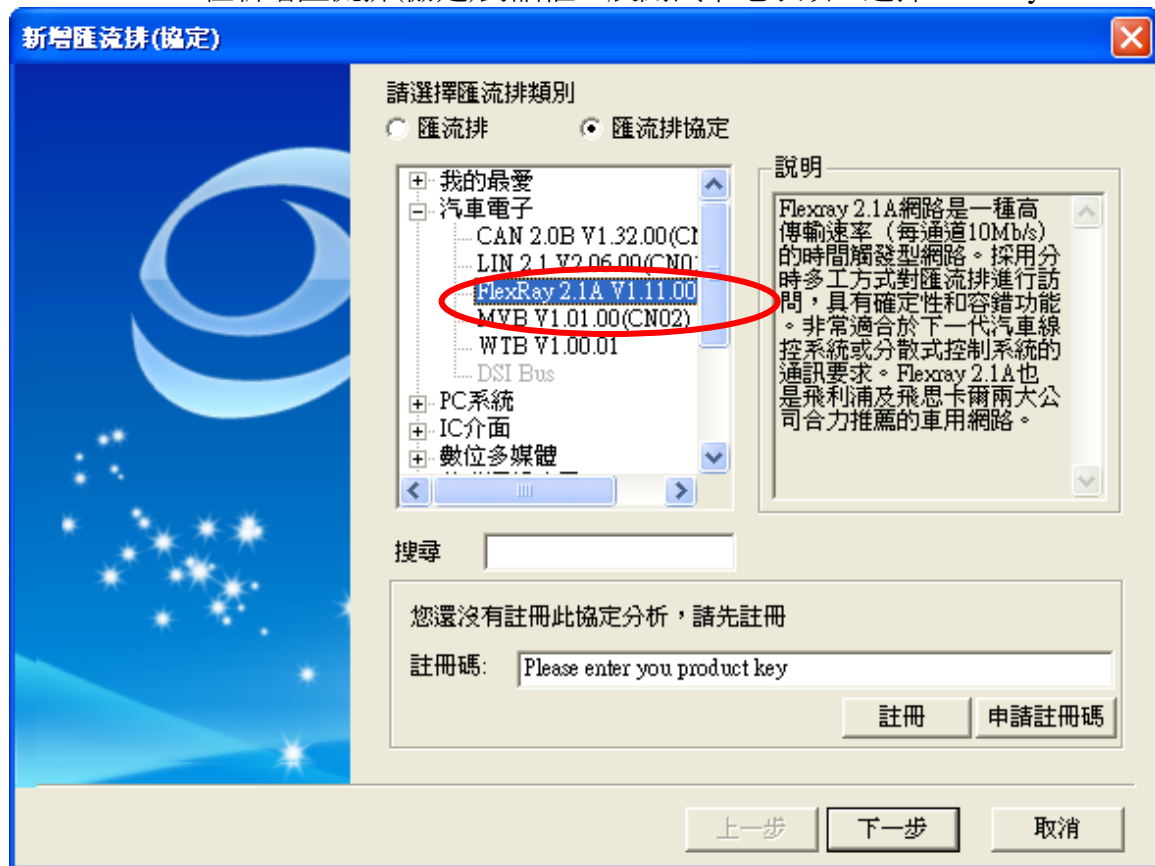 新增匯流排(協定)
請選擇匯流排類別
匯流排
匯流排協定
我的最愛
汽車電子
CAN 2.0B V1.32.00(C
LIN 2.1 V2.06.00(CN0
FlexRay 2.1A V1.11.00
MVB V1.01.00(CN02)
WTB V1.00.01
DSI Bus
PC系統
IC介面
數位多媒體
說明
Flexray 2.1A網路是一種高
傳輸速率（每通道10Mb/s）
的時間觸發型網路。採用分
時多工方式對匯流排進行訪
問，具有確定性和容錯功能
。非常適合於下一代汽車線
控系統或分散式控制系統的
通訊要求。Flexray 2.1A也
是飛利浦及飛思卡爾兩大公
司合力推薦的車用網路。
搜尋
您還沒有註冊此協定分析，請先註冊
註冊碼:
Please enter you product key
註冊
申請註冊碼
上一步
下一步
取消